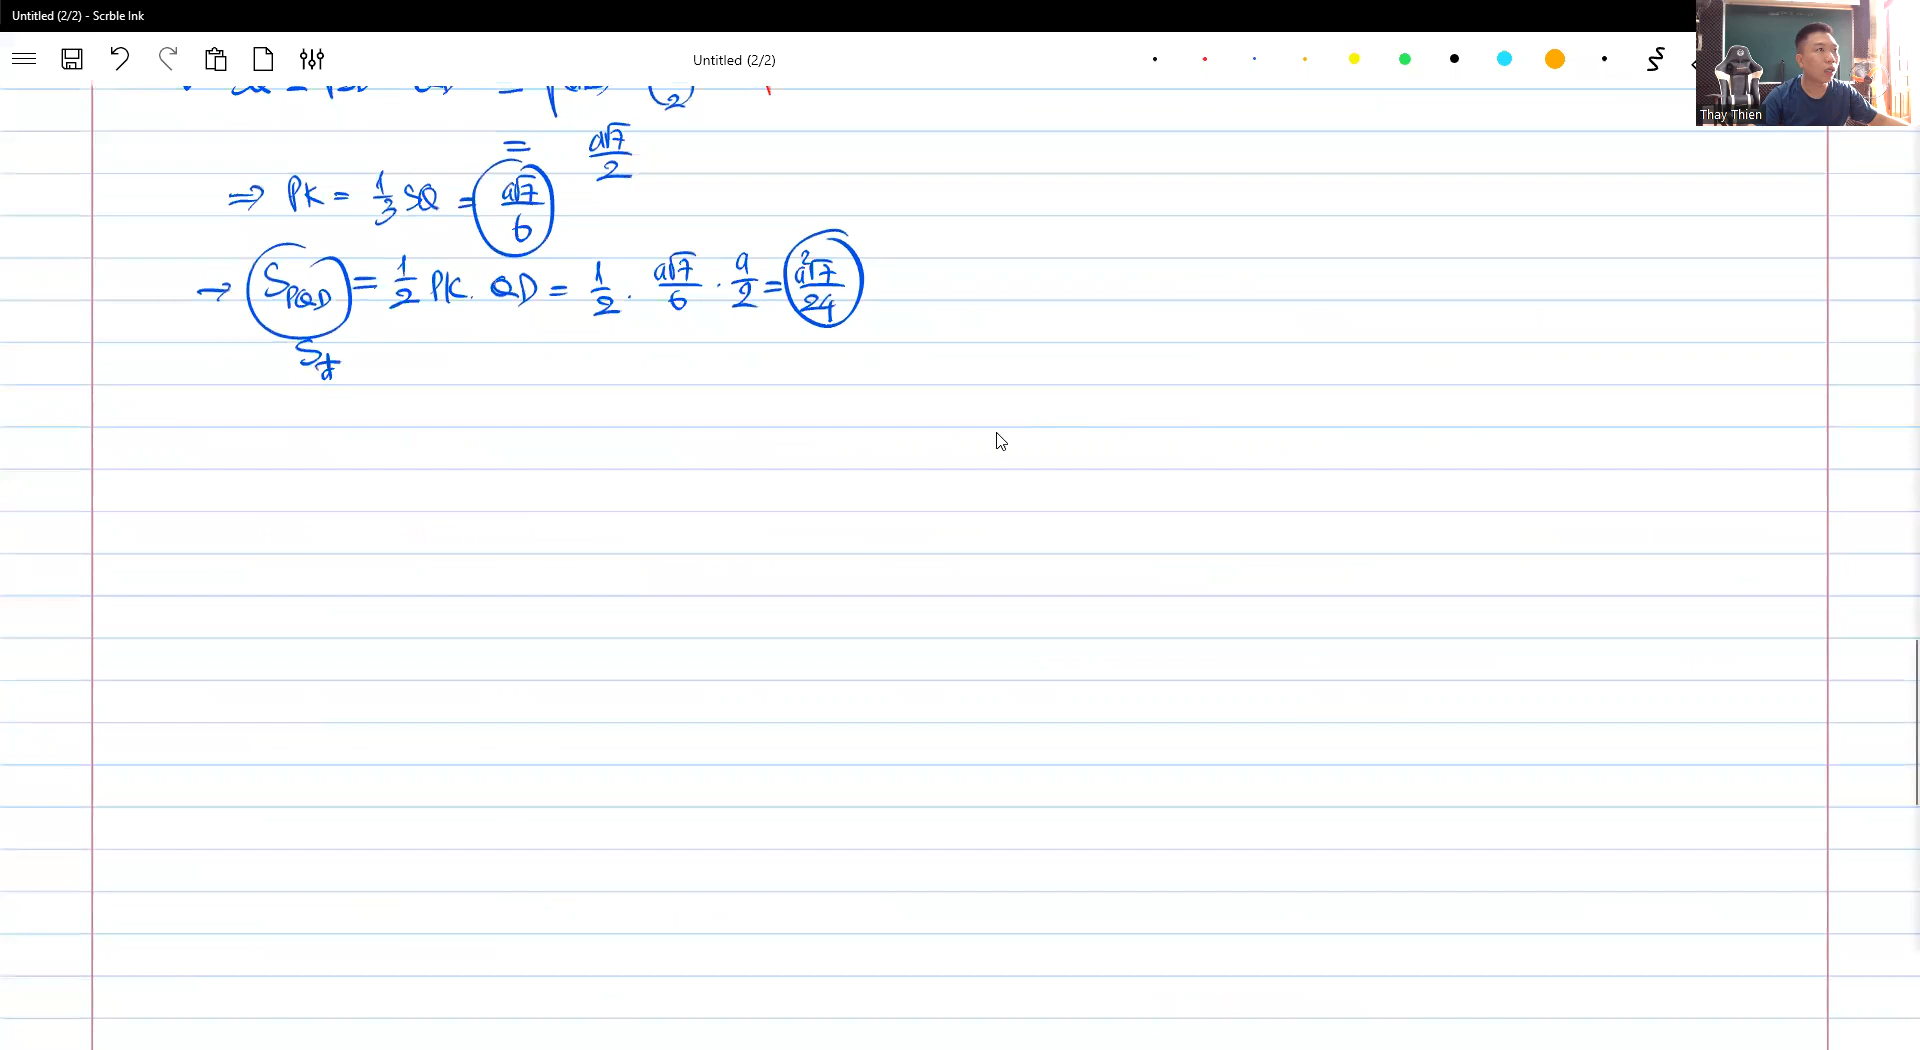 Untitled (2/2) - Scrble Ink
Untitled (2/2)
Thay Thien
= a√7/2
⇒ PK = 1/3 SQ = a√7/6
→ S_PQD = 1/2 PK. QD = 1/2 . a√7/6 . a/2 = a²√7/24